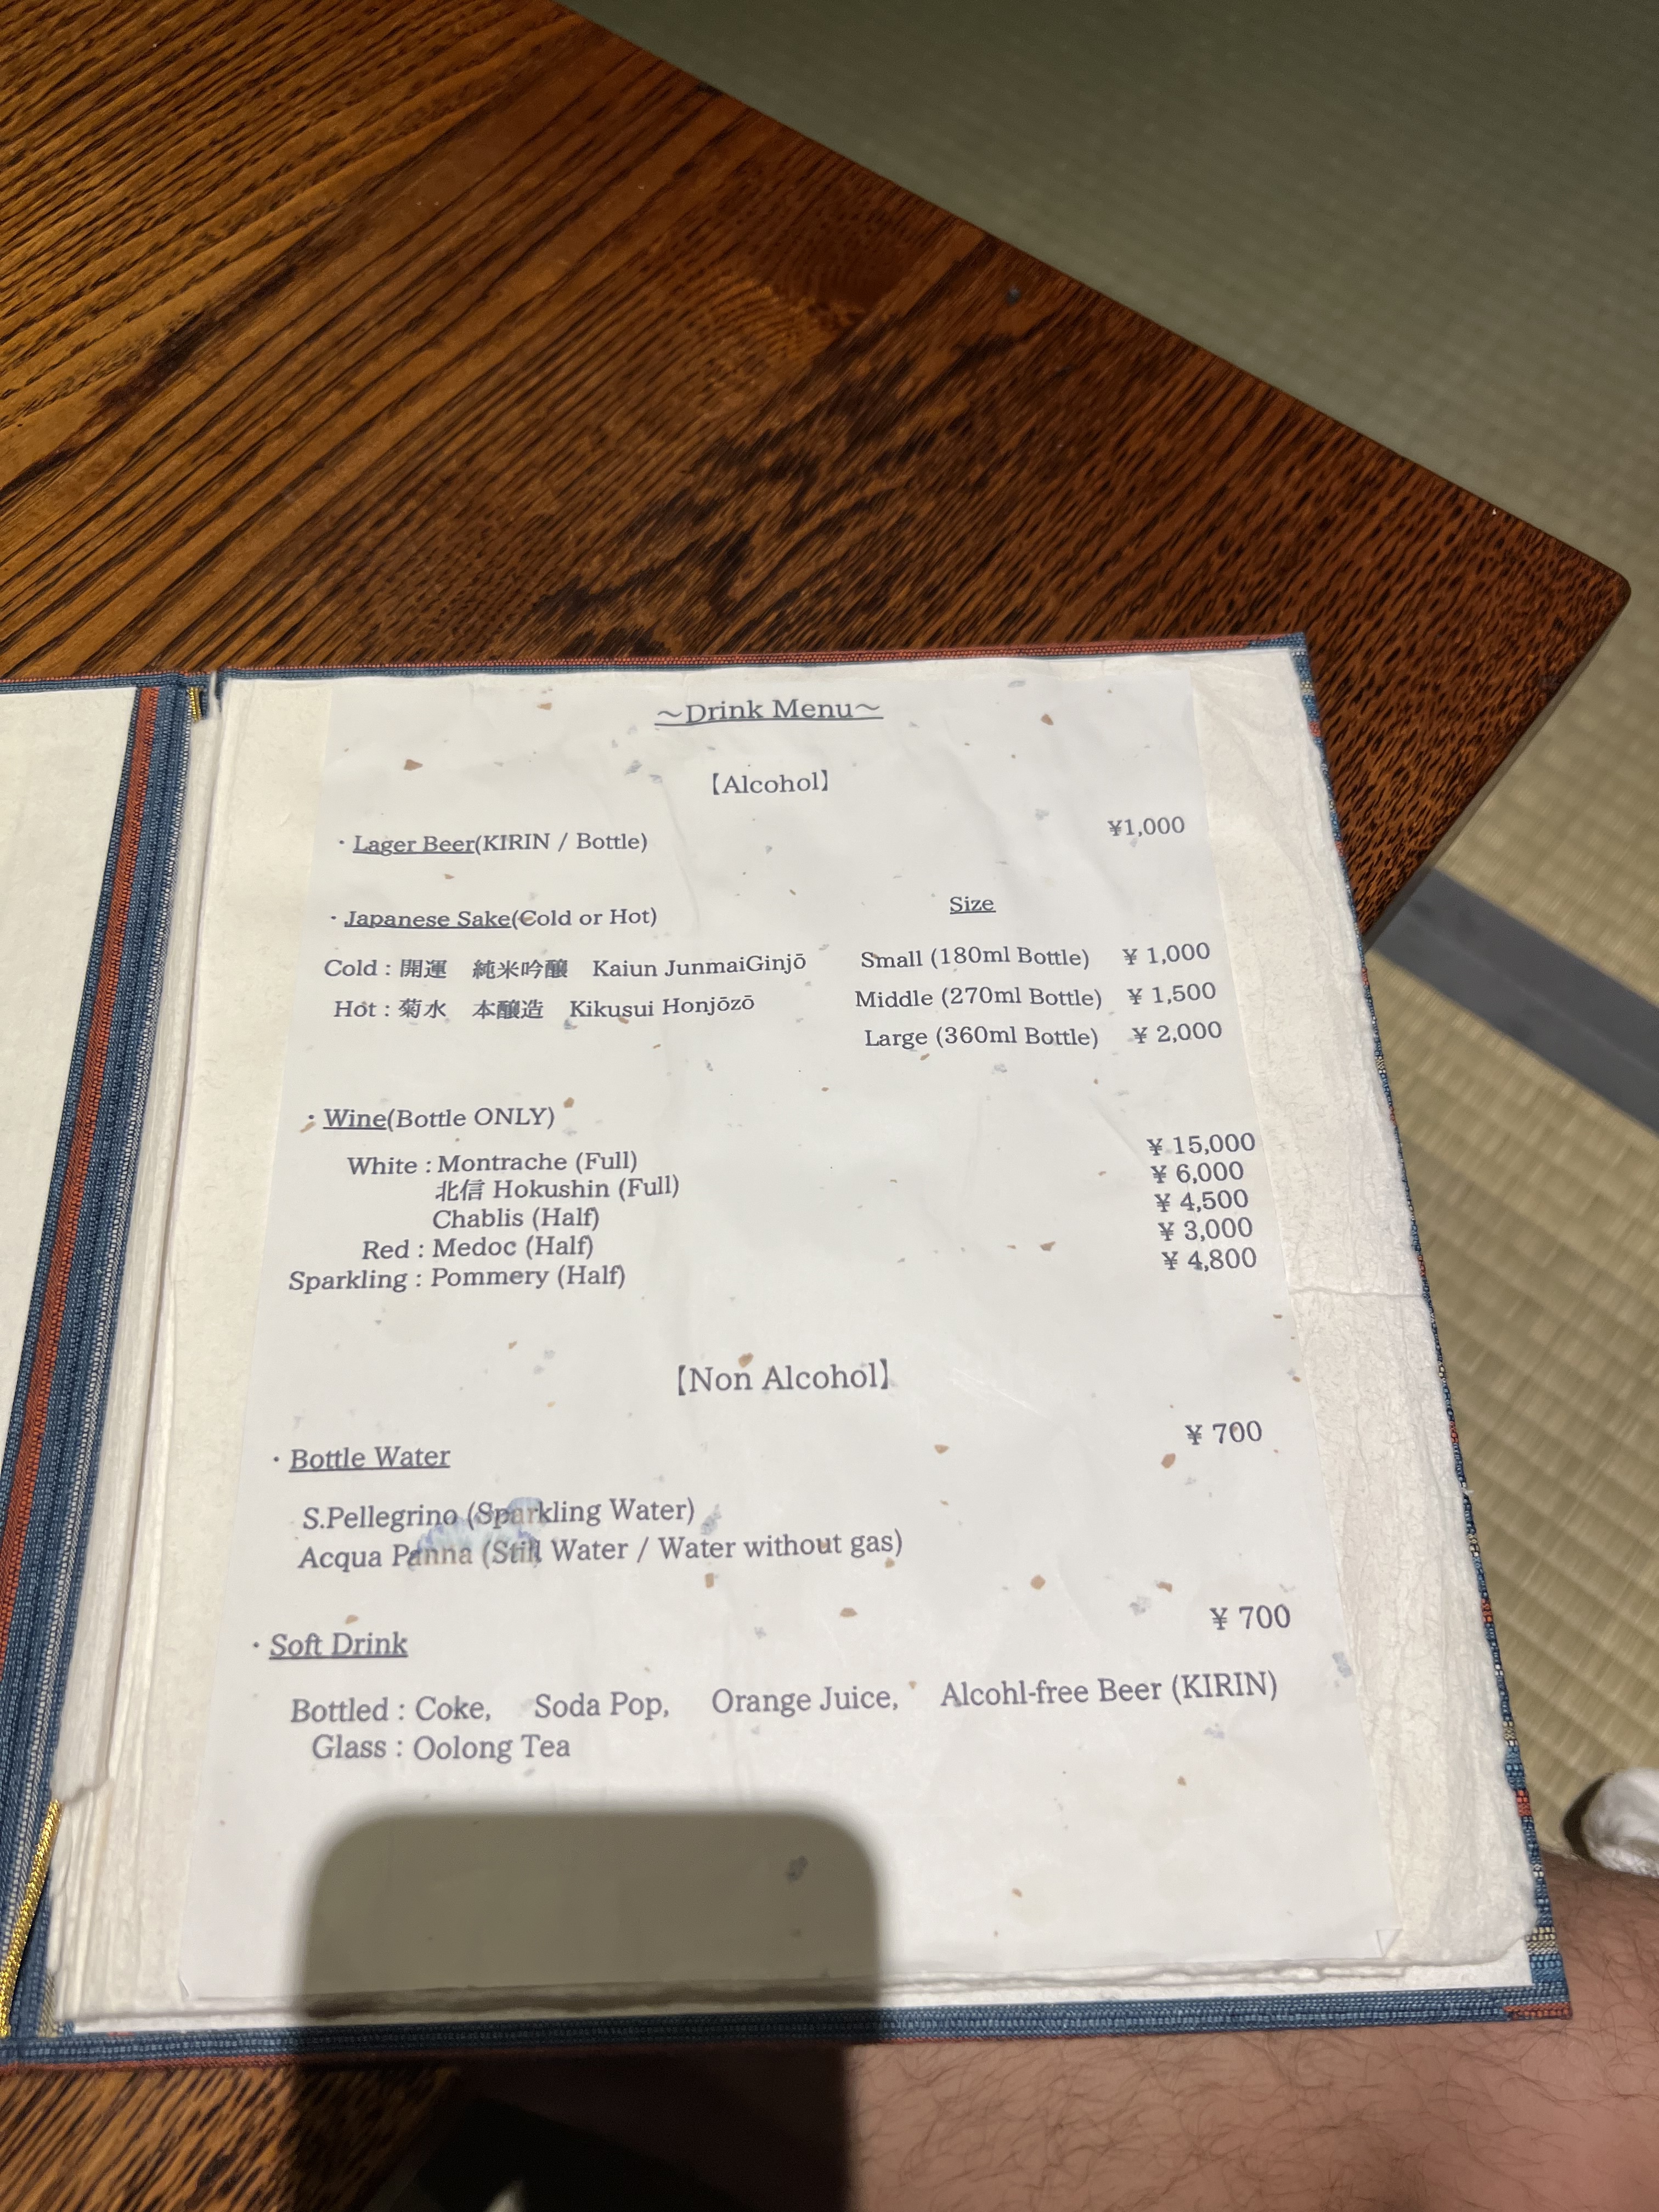 ～Drink Menu～
【Alcohol】
・Lager Beer(KIRIN / Bottle) ¥1,000
・Japanese Sake(Cold or Hot) Size
Cold : 開運 純米吟醸 Kaiun JunmaiGinjō Small (180ml Bottle) ¥ 1,000
Hot : 菊水 本醸造 Kikusui Honjōzō Middle (270ml Bottle) ¥ 1,500
Large (360ml Bottle) ¥ 2,000
・Wine(Bottle ONLY)
White : Montrache (Full) ¥ 15,000
北信 Hokushin (Full) ¥ 6,000
Chablis (Half) ¥ 4,500
Red : Medoc (Half) ¥ 3,000
Sparkling : Pommery (Half) ¥ 4,800
【Non Alcohol】
・Bottle Water ¥ 700
S.Pellegrino (Sparkling Water)
Acqua Panna (Still Water / Water without gas)
・Soft Drink ¥ 700
Bottled : Coke, Soda Pop, Orange Juice, Alcohl-free Beer (KIRIN)
Glass : Oolong Tea